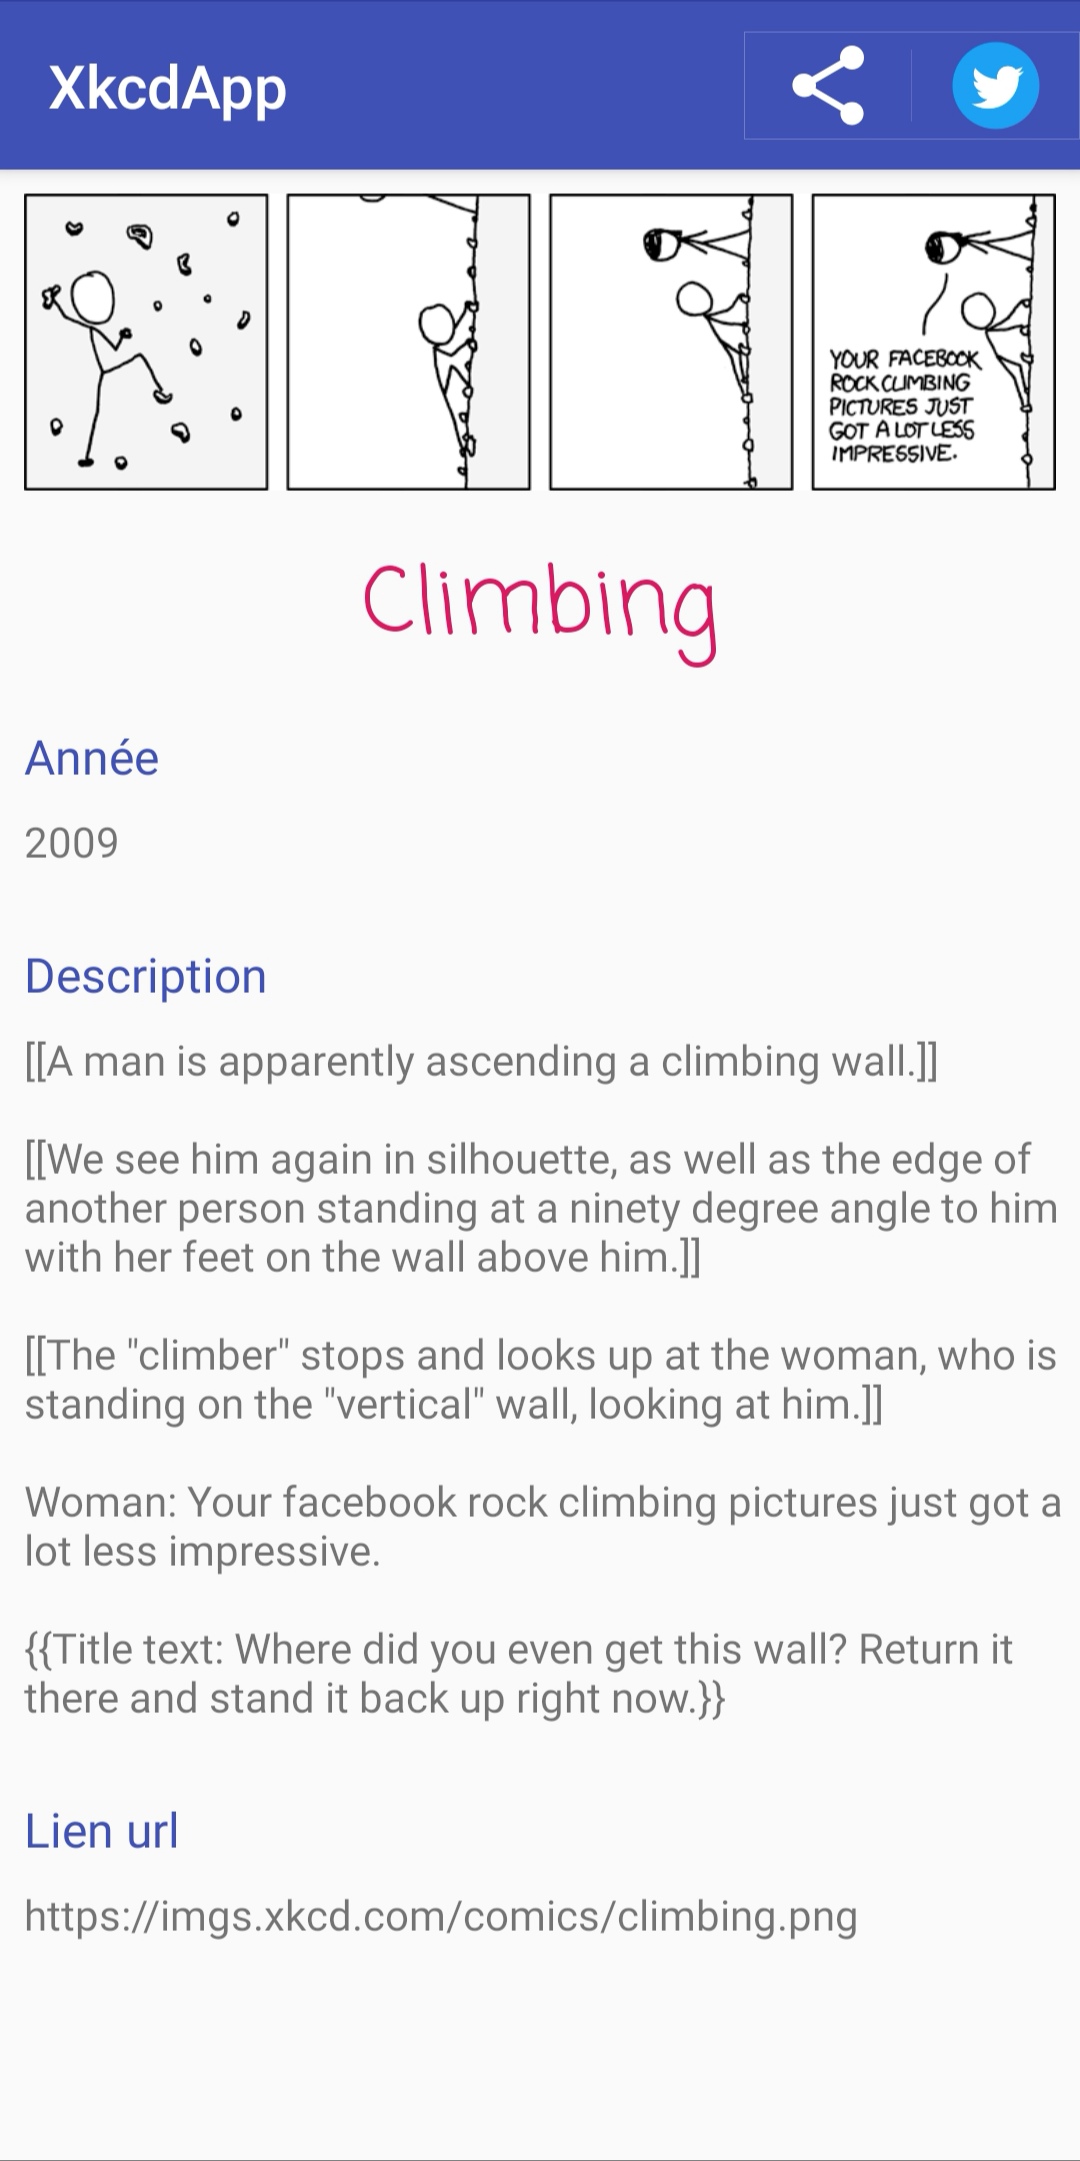 XkcdApp
YOUR FACEBOOK
ROCK CLIMBING
PICTURES JUST
GOT A LOT LESS
IMPRESSIVE.
Climbing
Année
2009
Description
[[A man is apparently ascending a climbing wall.]]
[[We see him again in silhouette, as well as the edge of
another person standing at a ninety degree angle to him
with her feet on the wall above him.]]
[[The "climber" stops and looks up at the woman, who is
standing on the "vertical" wall, looking at him.]]
Woman: Your facebook rock climbing pictures just got a
lot less impressive.
{{Title text: Where did you even get this wall? Return it
there and stand it back up right now.}}
Lien url
https://imgs.xkcd.com/comics/climbing.png